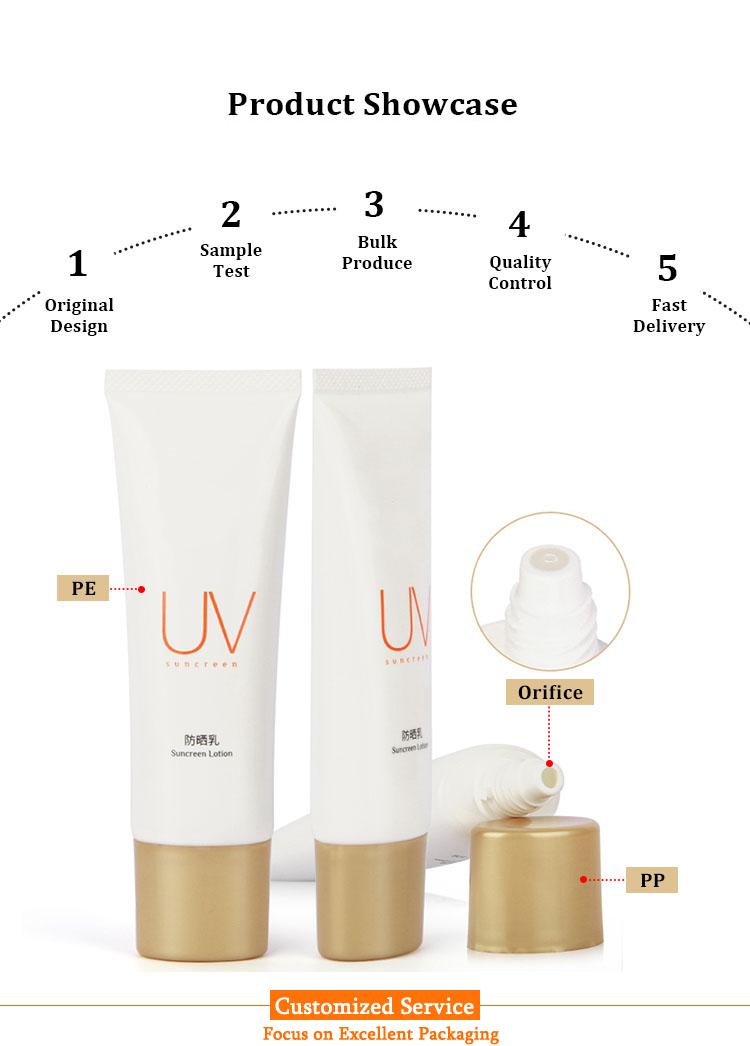 Product Showcase
1
Original
Design
2
Sample
Test
3
Bulk
Produce
4
Quality
Control
5
Fast
Delivery
PE
UV
suncreen
防晒乳
Suncreen Lotion
UV
suncreen
防晒乳
Suncreen Lotion
Orifice
PP
Customized Service
Focus on Excellent Packaging